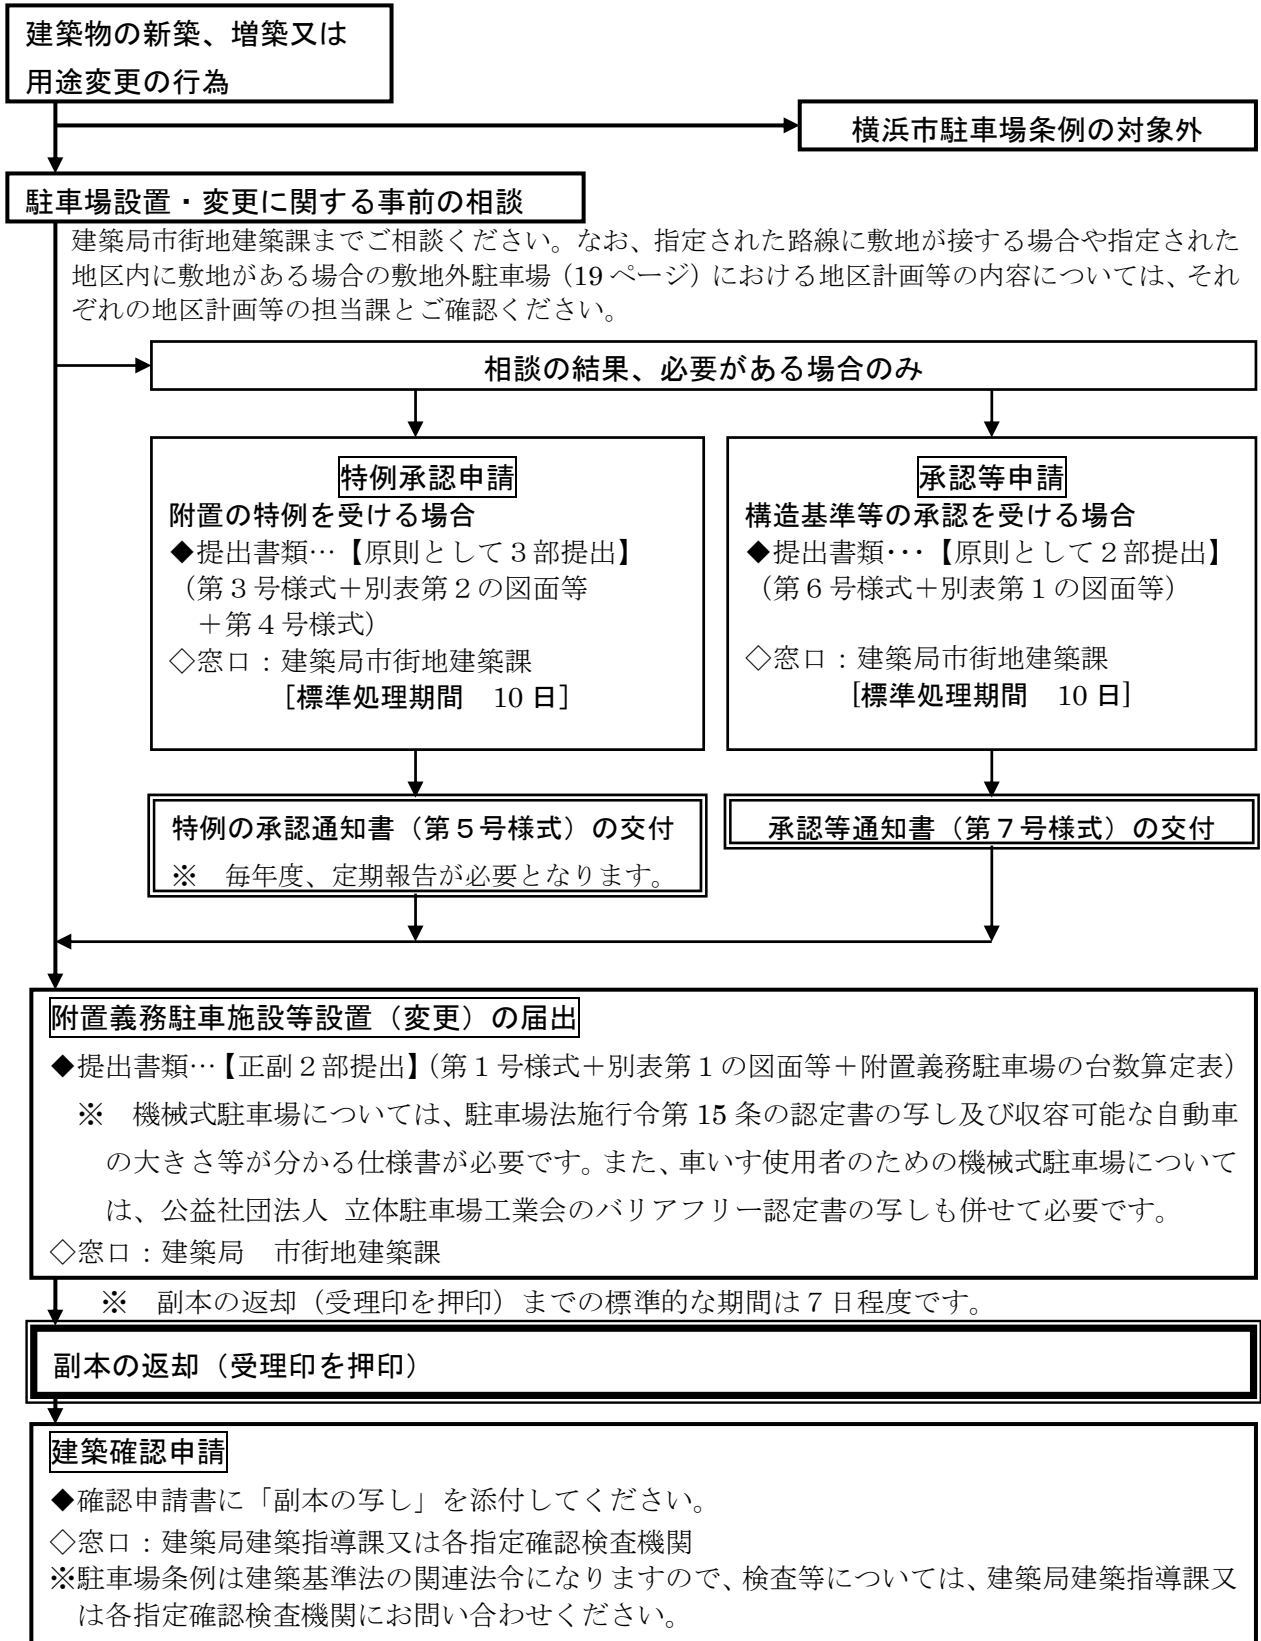 建築物の新築、増築又は
用途変更の行為
横浜市駐車場条例の対象外
駐車場設置・変更に関する事前の相談
建築局市街地建築課までご相談ください。なお、指定された路線に敷地が接する場合や指定された
地区内に敷地がある場合の敷地外駐車場（19 ページ）における地区計画等の内容については、それ
ぞれの地区計画等の担当課とご確認ください。
相談の結果、必要がある場合のみ
特例承認申請
附置の特例を受ける場合
◆提出書類…【原則として３部提出】
（第３号様式＋別表第２の図面等
＋第４号様式）
◇窓口：建築局市街地建築課
［標準処理期間　10 日］
承認等申請
構造基準等の承認を受ける場合
◆提出書類･･･【原則として２部提出】
（第６号様式＋別表第１の図面等）
◇窓口：建築局市街地建築課
[標準処理期間　10 日]
特例の承認通知書（第５号様式）の交付
※　毎年度、定期報告が必要となります。
承認等通知書（第７号様式）の交付
附置義務駐車施設等設置（変更）の届出
◆提出書類…【正副２部提出】（第１号様式＋別表第１の図面等＋附置義務駐車場の台数算定表）
※　機械式駐車場については、駐車場法施行令第 15 条の認定書の写し及び収容可能な自動車
の大きさ等が分かる仕様書が必要です。また、車いす使用者のための機械式駐車場について
は、公益社団法人 立体駐車場工業会のバリアフリー認定書の写しも併せて必要です。
◇窓口：建築局　市街地建築課
※　副本の返却（受理印を押印）までの標準的な期間は７日程度です。
副本の返却（受理印を押印）
建築確認申請
◆確認申請書に「副本の写し」を添付してください。
◇窓口：建築局建築指導課又は各指定確認検査機関
※駐車場条例は建築基準法の関連法令になりますので、検査等については、建築局建築指導課又
は各指定確認検査機関にお問い合わせください。